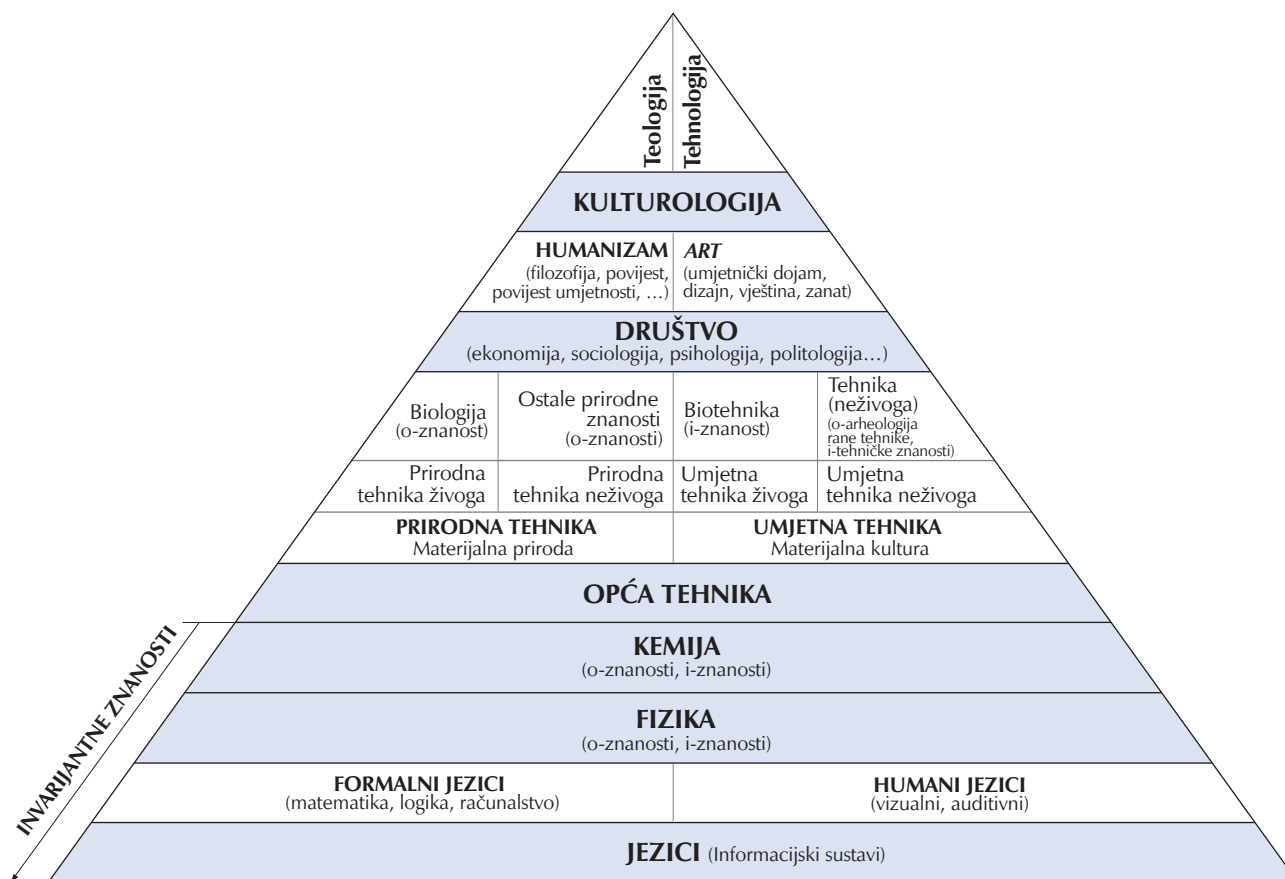 Teologija
Tehnologija
KULTUROLOGIJA
HUMANIZAM
(filozofija, povijest,
povijest umjetnosti, …)
ART
(umjetnički dojam,
dizajn, vještina, zanat)
DRUŠTVO
(ekonomija, sociologija, psihologija, politologija…)
Biologija
(o-znanost)
Ostale prirodne
znanosti
(o-znanosti)
Biotehnika
(i-znanost)
Tehnika
(neživoga)
(o-arheologija
rane tehnike,
i-tehničke znanosti)
Prirodna
tehnika živoga
Prirodna
tehnika neživoga
Umjetna
tehnika živoga
Umjetna
tehnika neživoga
PRIRODNA TEHNIKA
Materijalna priroda
UMJETNA TEHNIKA
Materijalna kultura
OPĆA TEHNIKA
INVARIJANTNE ZNANOSTI
KEMIJA
(o-znanosti, i-znanosti)
FIZIKA
(o-znanosti, i-znanosti)
FORMALNI JEZICI
(matematika, logika, računalstvo)
HUMANI JEZICI
(vizualni, auditivni)
JEZICI (Informacijski sustavi)